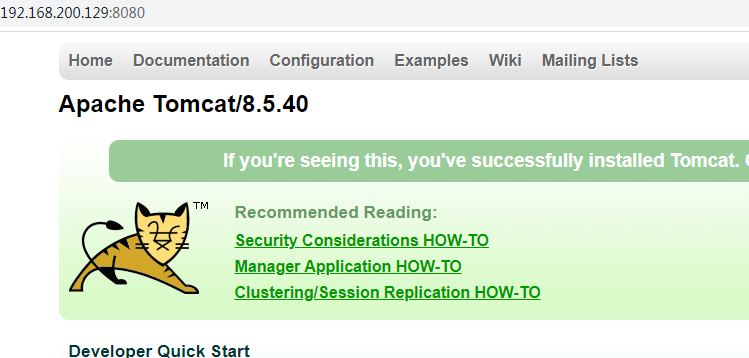 192.168.200.129:8080
Home Documentation Configuration Examples Wiki Mailing Lists
Apache Tomcat/8.5.40
If you're seeing this, you've successfully installed Tomcat.
TM
Recommended Reading:
Security Considerations HOW-TO
Manager Application HOW-TO
Clustering/Session Replication HOW-TO
Developer Quick Start